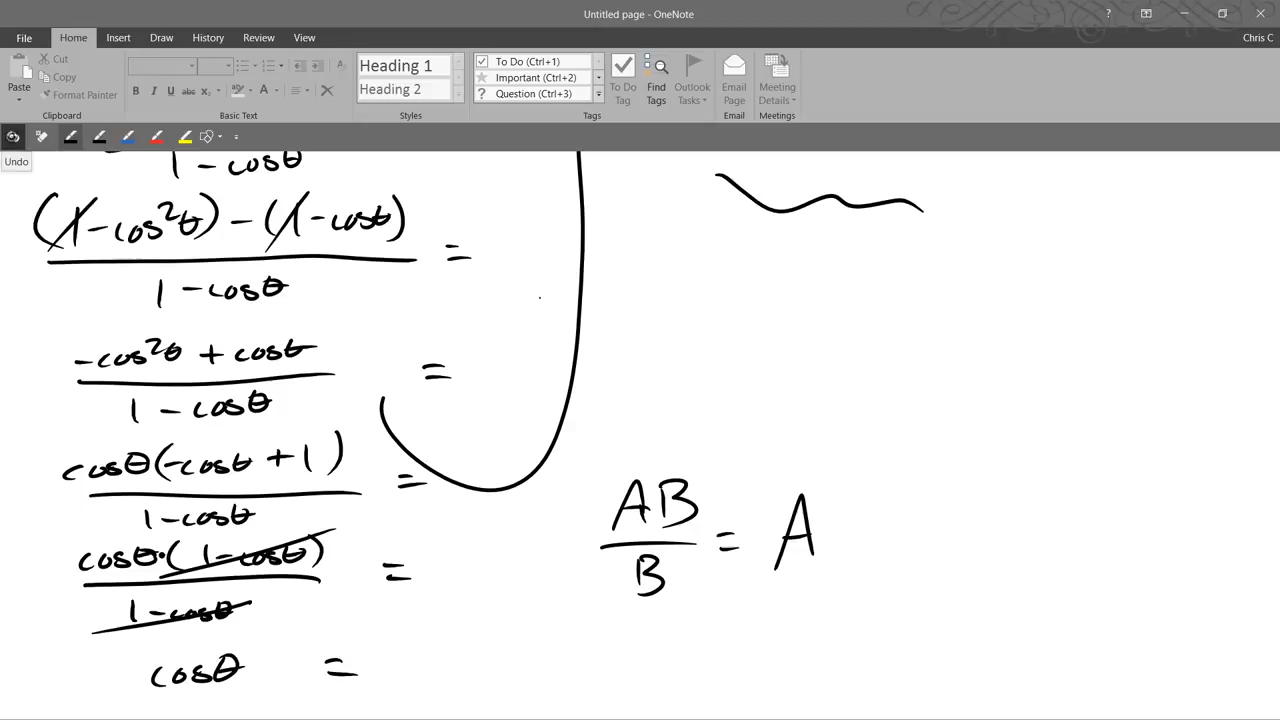 Untitled page - OneNote
?
File Home Insert Draw History Review View
Chris C
Paste
Cut
Copy
Format Painter
Clipboard
B I U abc x₂ A
Basic Text
Heading 1
Heading 2
Styles
To Do (Ctrl+1)
Important (Ctrl+2)
? Question (Ctrl+3)
To Do Tag
Find Tags
Outlook Tasks
Tags
Email Page
Email
Meeting Details
Meetings
Undo
1 - cosθ
(1 - cos²θ) - (1 - cosθ)
=
1 - cosθ
-cos²θ + cosθ
=
1 - cosθ
cosθ(-cosθ + 1)
=
1 - cosθ
cosθ·(1 - cosθ)
=
1 - cosθ
cosθ =
AB
= A
B